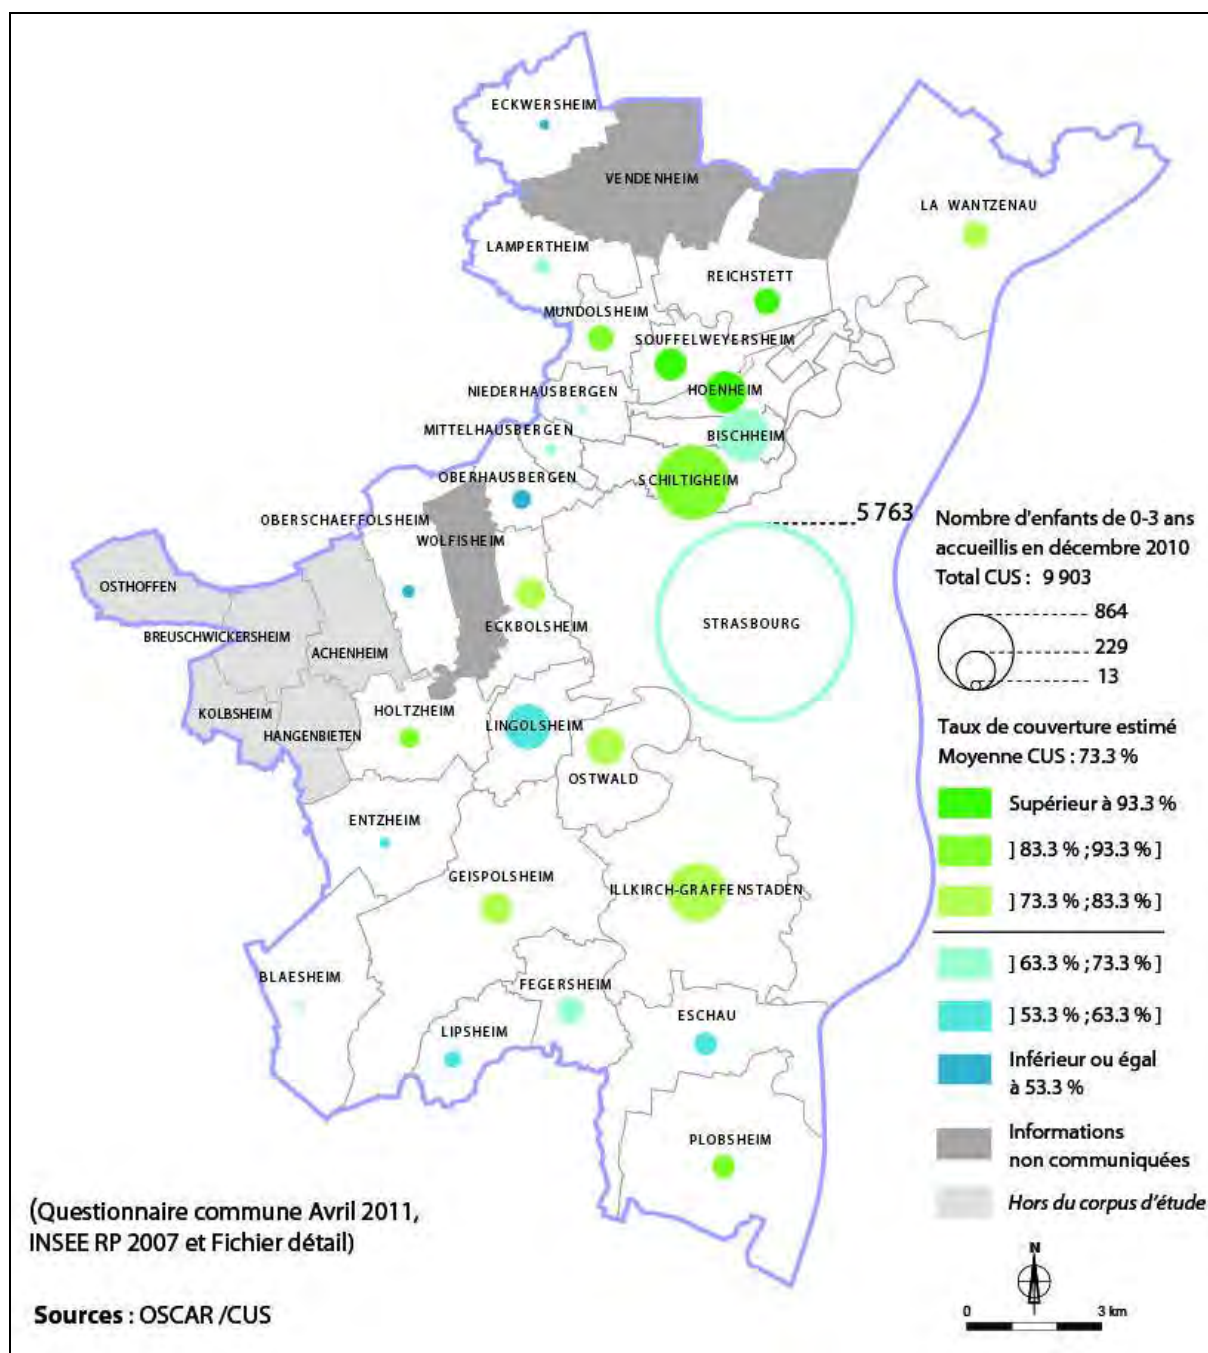 ECKWERSHEIM
VENDENHEIM
LA WANTZENAU
LAMPERTHEIM
REICHSTETT
MUNDOLSHEIM
SOUFFELWEYERSHEIM
NIEDERHAUSBERGEN
HOENHEIM
MITTELHAUSBERGEN
BISCHHEIM
OBERHAUSBERGEN
SCHILTIGHEIM
OBERSCHAEFFOLSHEIM
WOLFISHEIM
OSTHOFFEN
ECKBOLSHEIM
STRASBOURG
BREUSCHWICKERSHEIM
ACHENHEIM
KOLBSHEIM
HANGENBIETEN
HOLTZHEIM
LINGOLSHEIM
OSTWALD
ENTZHEIM
GEISPOLSHEIM
ILLKIRCH-GRAFFENSTADEN
BLAESHEIM
FEGERSHEIM
LIPSHEIM
ESCHAU
PLOBSHEIM
5 763
Nombre d'enfants de 0-3 ans
accueillis en décembre 2010
Total CUS : 9 903
864
229
13
Taux de couverture estimé
Moyenne CUS : 73.3 %
Supérieur à 93.3 %
] 83.3 % ; 93.3 % ]
] 73.3 % ; 83.3 % ]
] 63.3 % ; 73.3 % ]
] 53.3 % ; 63.3 % ]
Inférieur ou égal
à 53.3 %
Informations
non communiquées
Hors du corpus d'étude
(Questionnaire commune Avril 2011,
INSEE RP 2007 et Fichier détail)
Sources : OSCAR /CUS
N
0 3 km